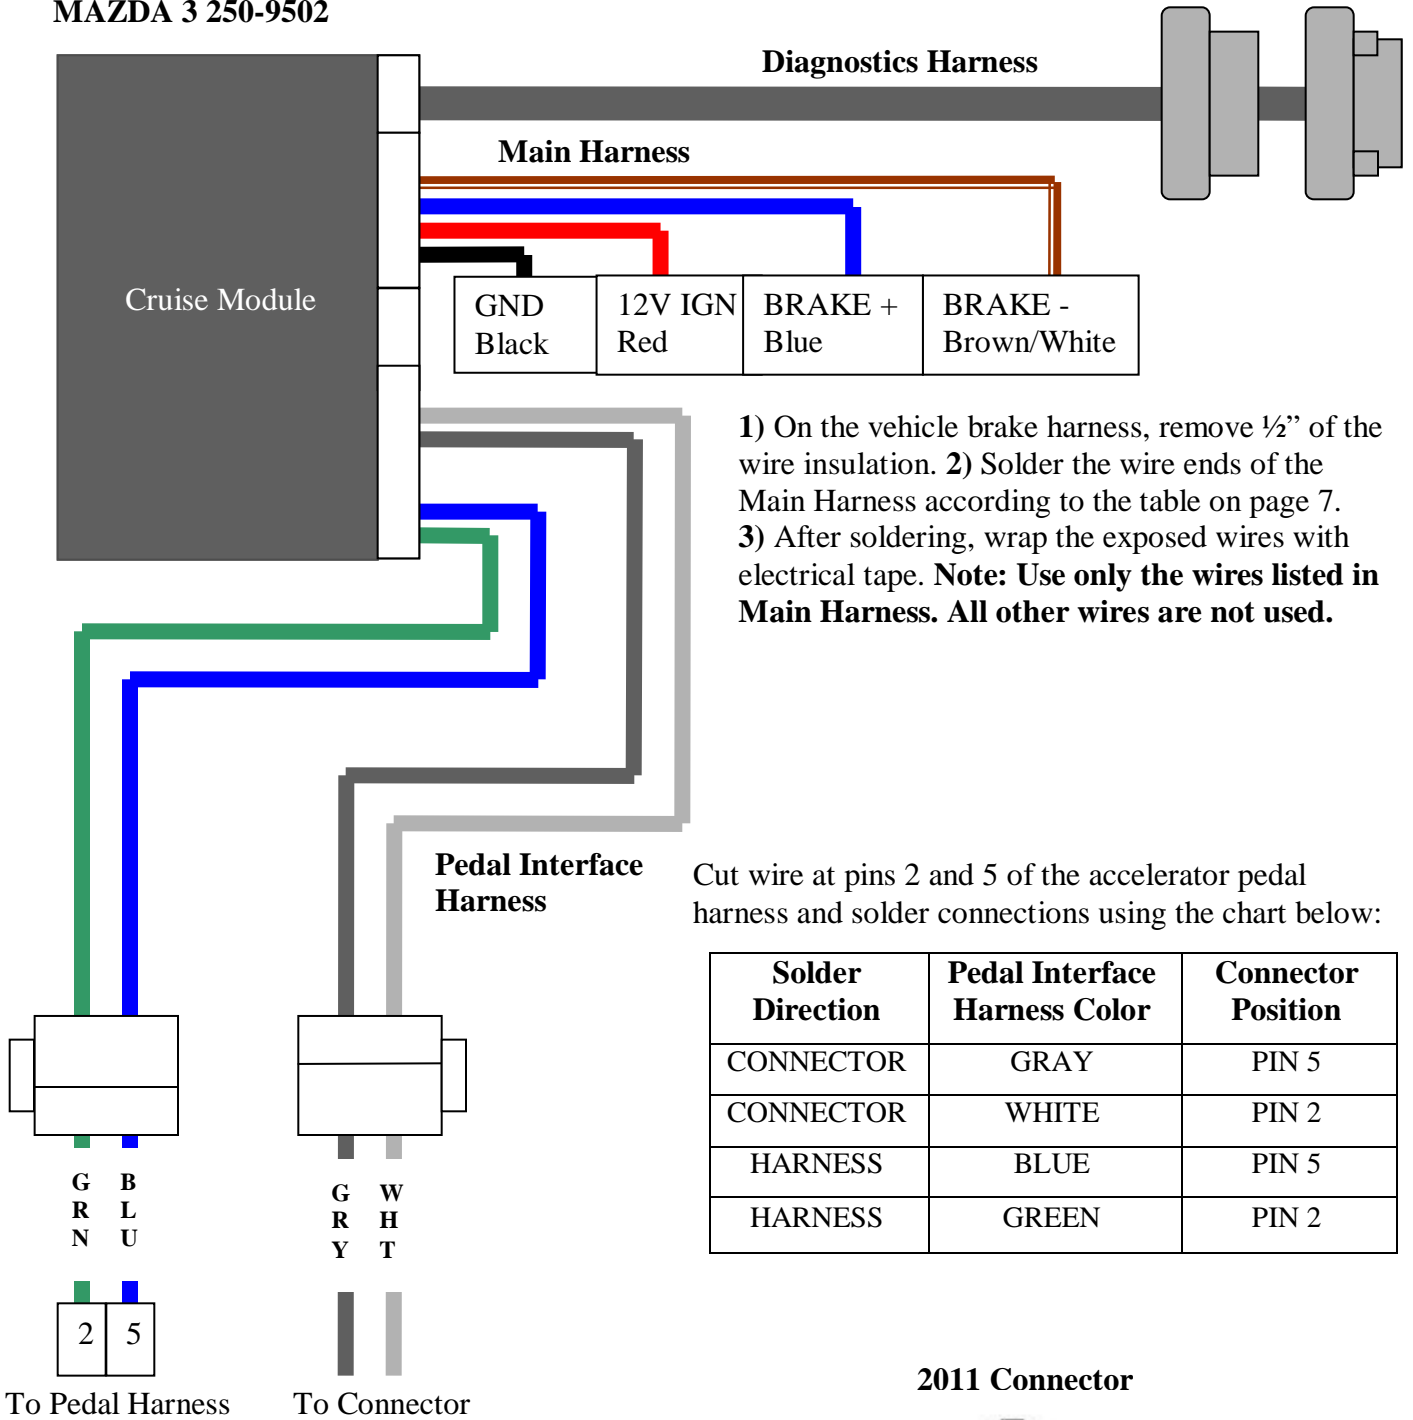 MAZDA 3 250-9502
Diagnostics Harness
Main Harness
Cruise Module
GND
Black
12V IGN
Red
BRAKE +
Blue
BRAKE -
Brown/White
1) On the vehicle brake harness, remove ½” of the
wire insulation. 2) Solder the wire ends of the
Main Harness according to the table on page 7.
3) After soldering, wrap the exposed wires with
electrical tape. Note: Use only the wires listed in
Main Harness. All other wires are not used.
Pedal Interface
Harness
Cut wire at pins 2 and 5 of the accelerator pedal
harness and solder connections using the chart below:
Solder Direction Pedal Interface Harness Color Connector Position
CONNECTOR GRAY PIN 5
CONNECTOR WHITE PIN 2
HARNESS BLUE PIN 5
HARNESS GREEN PIN 2
GRN
BLU
GRY
WHT
2 5
To Pedal Harness
To Connector
2011 Connector